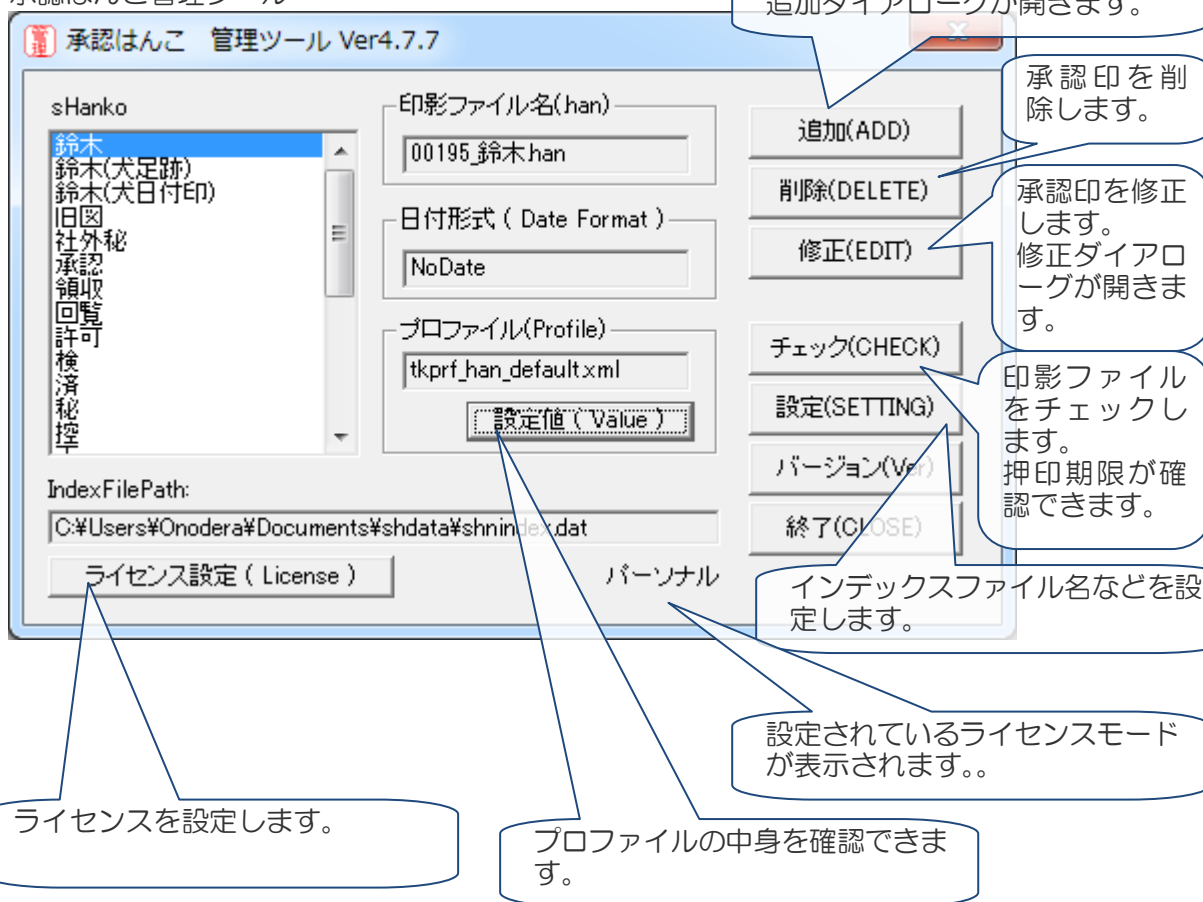 承認はんこ管理ツール
追加ダイアローグが開きます。
承認はんこ 管理ツール Ver4.7.7
承認印を削
除します。
sHanko
鈴木
鈴木(犬足跡)
鈴木(犬日付印)
旧図
社外秘
承認
領収
回覧
許可
検
済
秘
控
印影ファイル名(han)
00195_鈴木.han
日付形式 ( Date Format )
NoDate
プロファイル(Profile)
tkprf_han_default.xml
設定値 ( Value )
追加(ADD)
削除(DELETE)
修正(EDIT)
チェック(CHECK)
設定(SETTING)
バージョン(Ver)
終了(CLOSE)
承認印を修正
します。
修正ダイアロ
ーグが開きま
す。
印影ファイル
をチェックし
ます。
押印期限が確
認できます。
IndexFilePath:
C:¥Users¥Onodera¥Documents¥shdata¥shnindex.dat
ライセンス設定 ( License )
パーソナル
インデックスファイル名などを設
定します。
設定されているライセンスモード
が表示されます。。
ライセンスを設定します。
プロファイルの中身を確認できま
す。